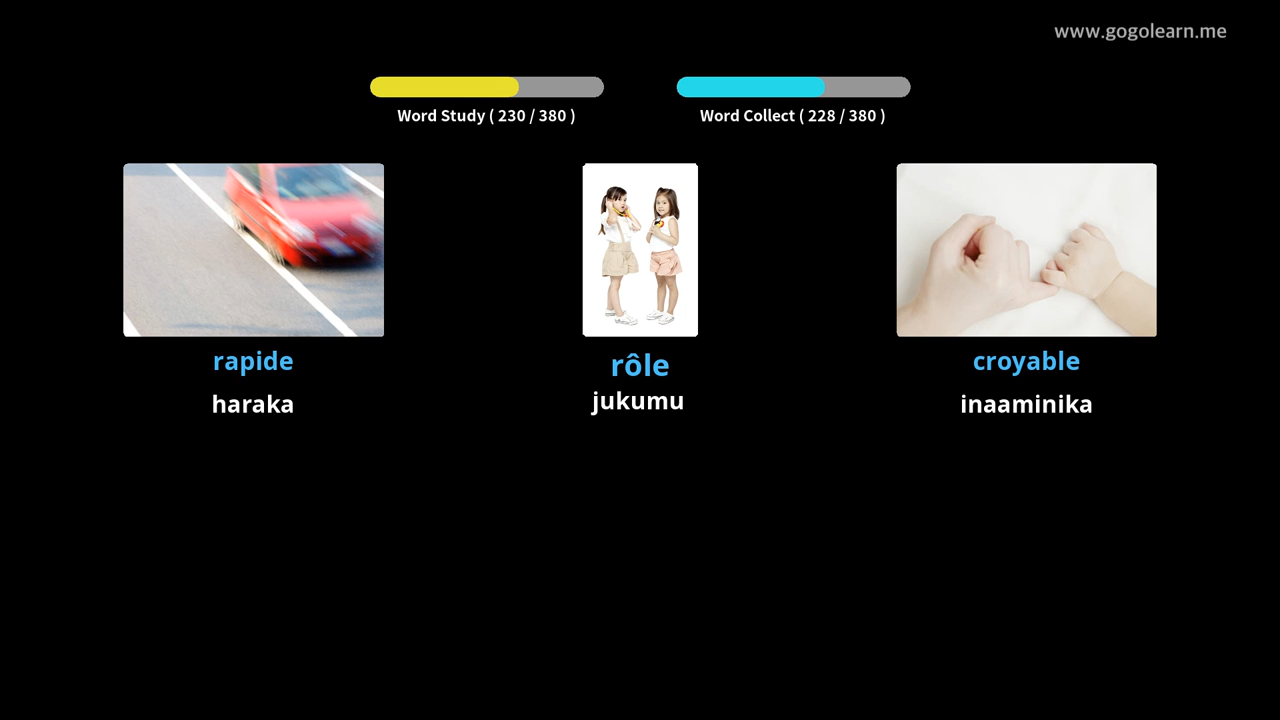 www.gogolearn.me
Word Study ( 230 / 380 )
Word Collect ( 228 / 380 )
rapide
haraka
rôle
jukumu
croyable
inaaminika